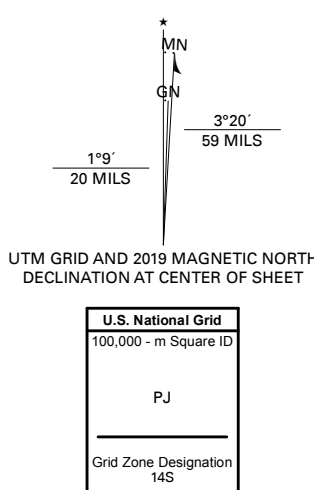 MN
GN
3°20´
59 MILS
1°9´
20 MILS
UTM GRID AND 2019 MAGNETIC NORTH
DECLINATION AT CENTER OF SHEET
U.S. National Grid
100,000 - m Square ID
PJ
Grid Zone Designation
14S